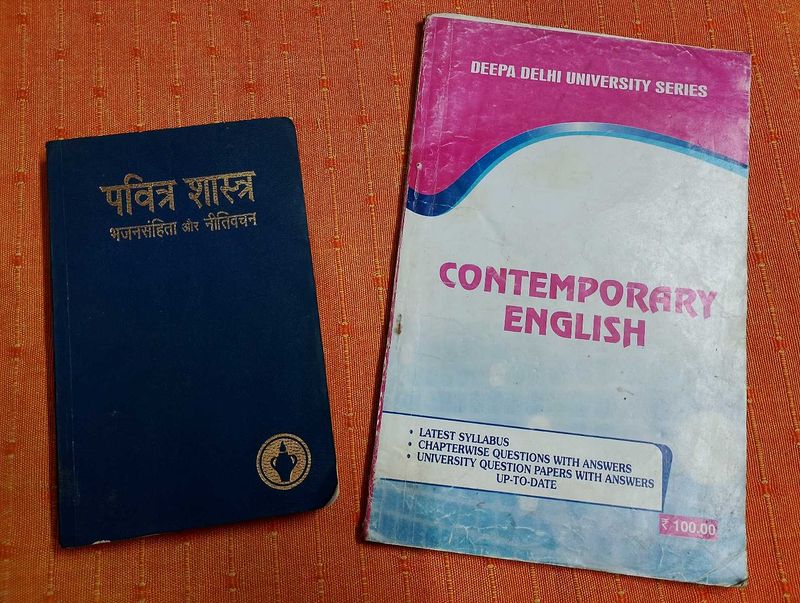 पवित्र शास्त्र
भजनसंहिता और नीतिवचन
DEEPA DELHI UNIVERSITY SERIES
CONTEMPORARY
ENGLISH
• LATEST SYLLABUS
• CHAPTERWISE QUESTIONS WITH ANSWERS
• UNIVERSITY QUESTION PAPERS WITH ANSWERS
UP-TO-DATE
₹ 100.00